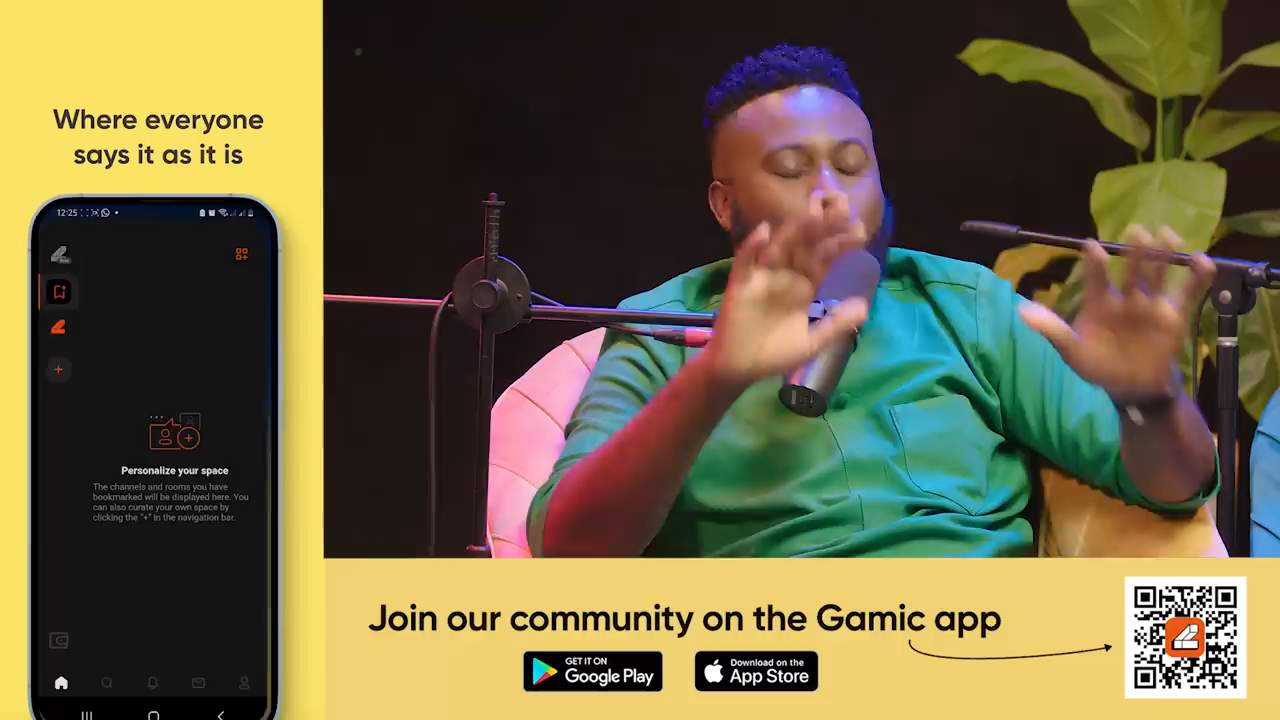 Where everyone
says it as it is
12:25
Personalize your space
The channels and rooms you have
bookmarked will be displayed here. You
can also curate your own space by
clicking the "+" in the navigation bar.
Join our community on the Gamic app
GET IT ON
Google Play
Download on the
App Store